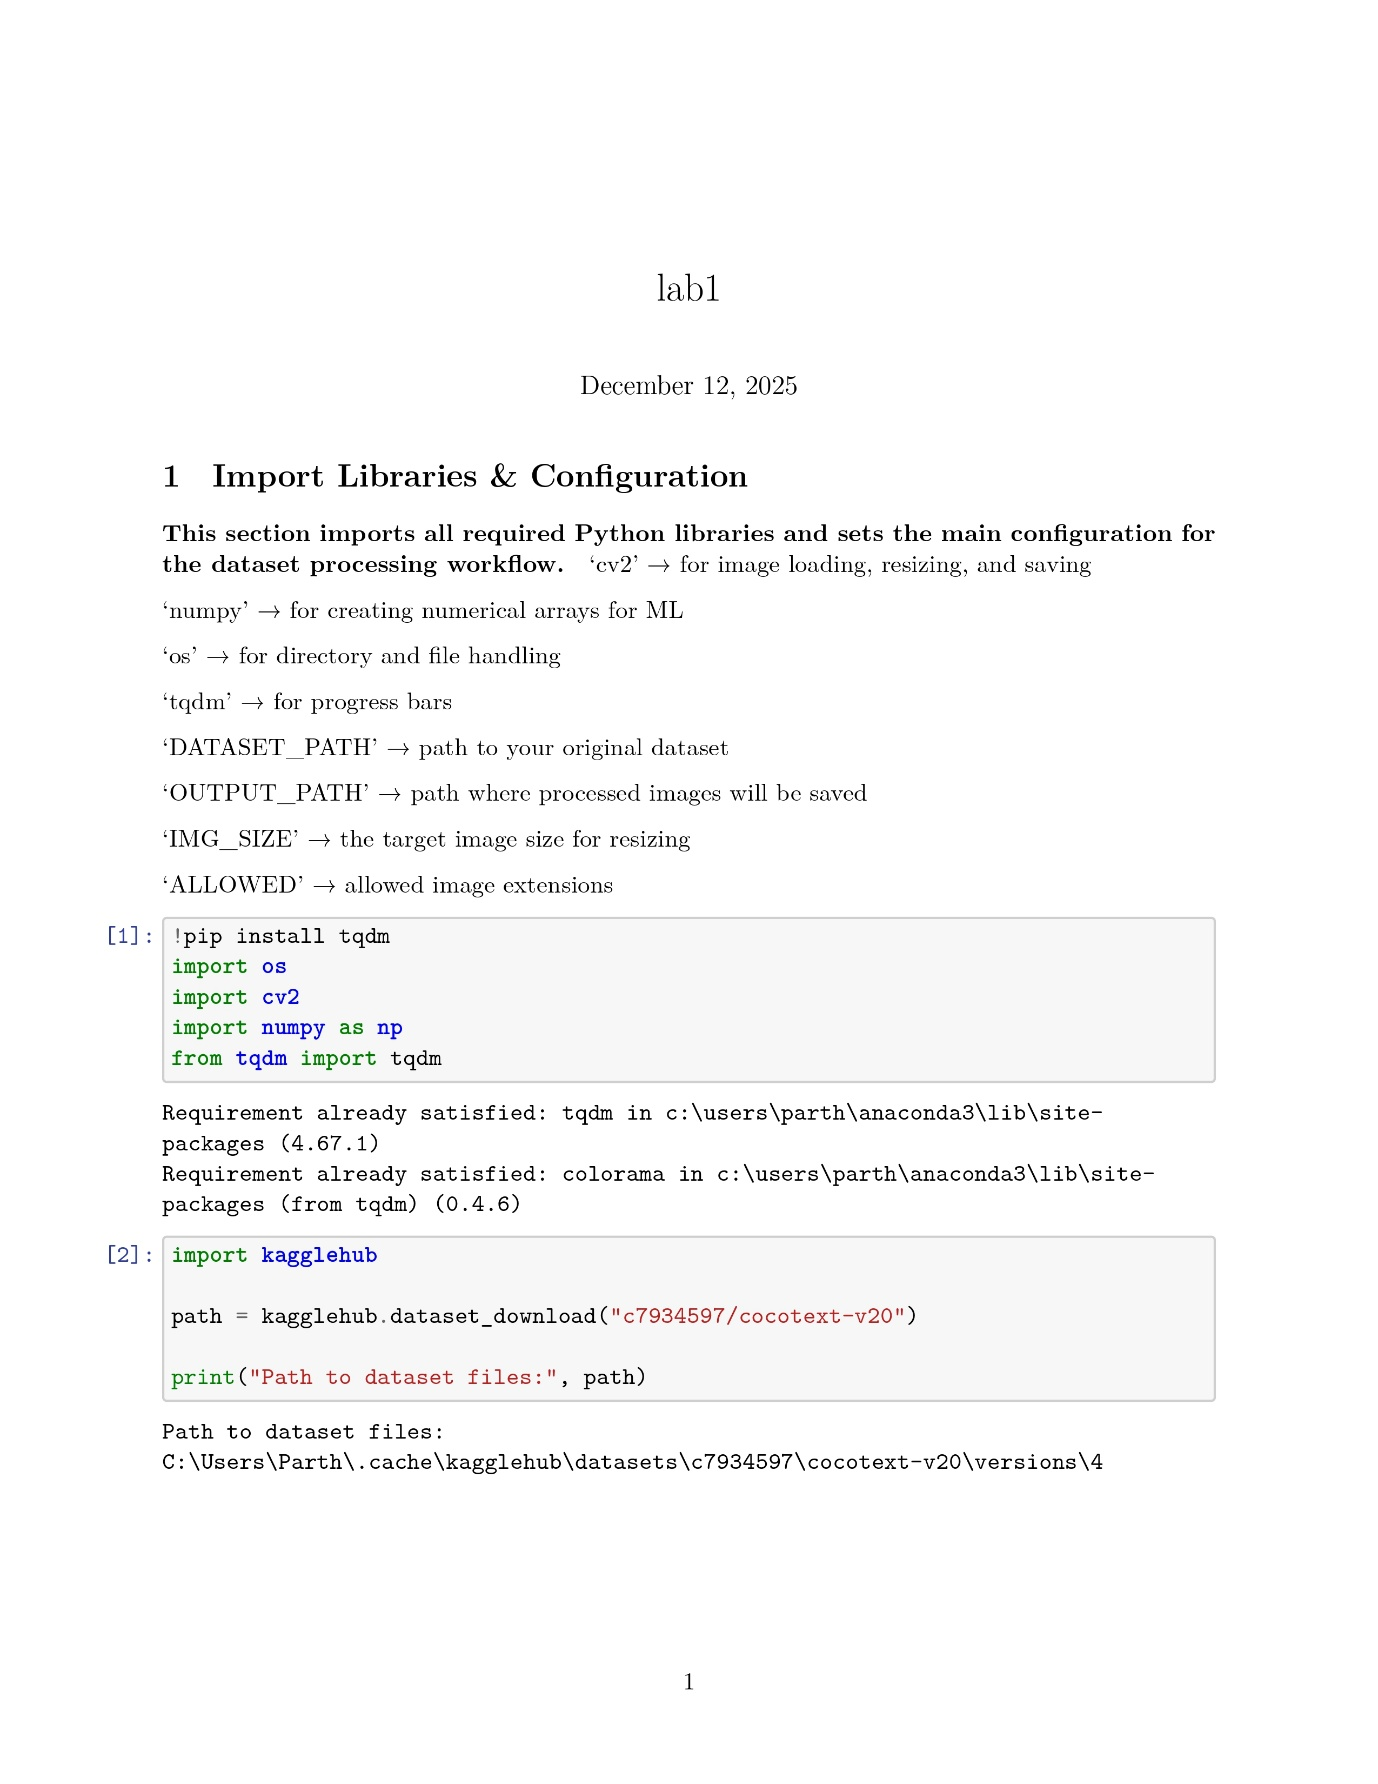 lab1
December 12, 2025
1 Import Libraries & Configuration
This section imports all required Python libraries and sets the main configuration for
the dataset processing workflow. ‘cv2’ → for image loading, resizing, and saving
‘numpy’ → for creating numerical arrays for ML
‘os’ → for directory and file handling
‘tqdm’ → for progress bars
‘DATASET_PATH’ → path to your original dataset
‘OUTPUT_PATH’ → path where processed images will be saved
‘IMG_SIZE’ → the target image size for resizing
‘ALLOWED’ → allowed image extensions
[1]: !pip install tqdm
import os
import cv2
import numpy as np
from tqdm import tqdm
Requirement already satisfied: tqdm in c:\users\parth\anaconda3\lib\site-
packages (4.67.1)
Requirement already satisfied: colorama in c:\users\parth\anaconda3\lib\site-
packages (from tqdm) (0.4.6)
[2]: import kagglehub
path = kagglehub.dataset_download("c7934597/cocotext-v20")
print("Path to dataset files:", path)
Path to dataset files:
C:\Users\Parth\.cache\kagglehub\datasets\c7934597\cocotext-v20\versions\4
1